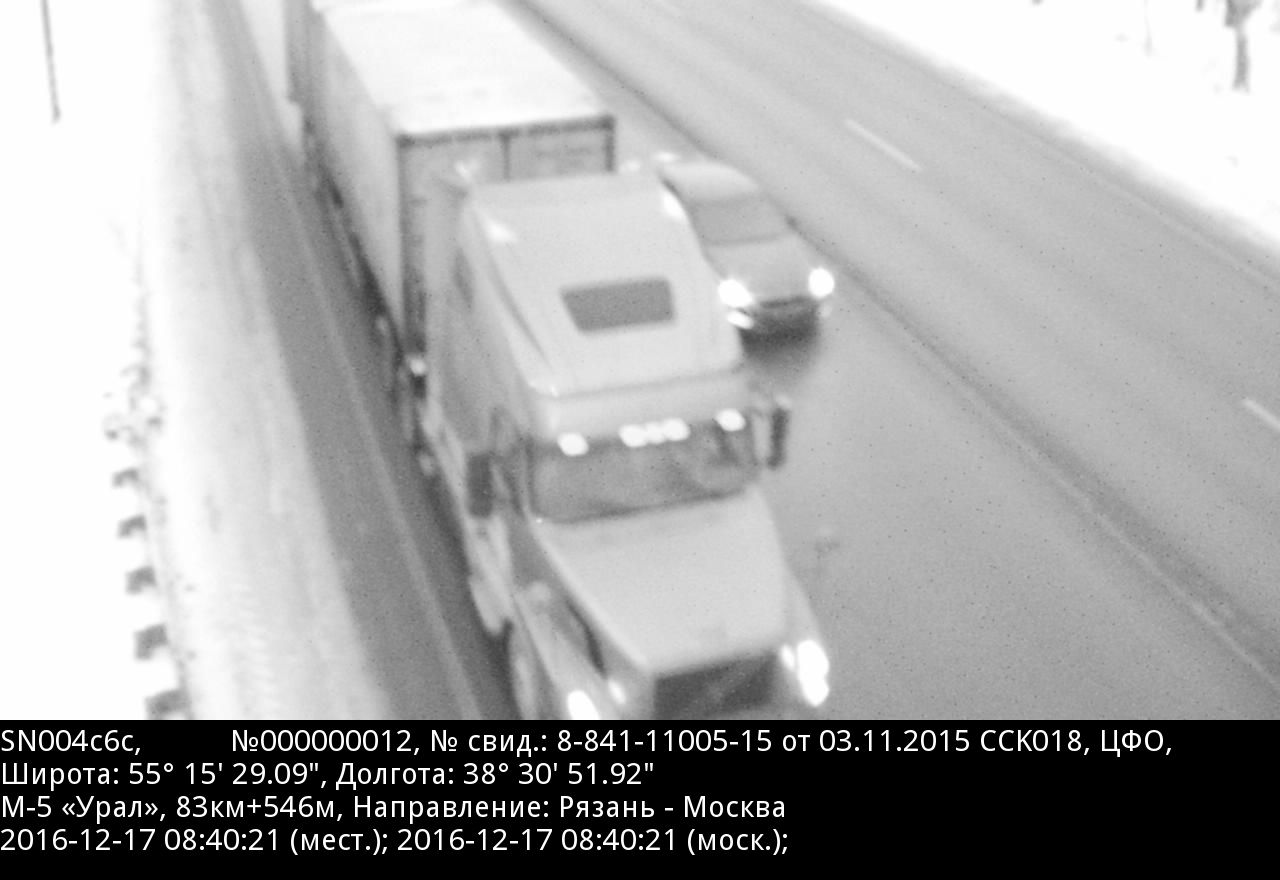 SN004c6c, №000000012, № свид.: 8-841-11005-15 от 03.11.2015 ССК018, ЦФО,
Широта: 55° 15' 29.09", Долгота: 38° 30' 51.92"
М-5 «Урал», 83км+546м, Направление: Рязань - Москва
2016-12-17 08:40:21 (мест.); 2016-12-17 08:40:21 (моск.);